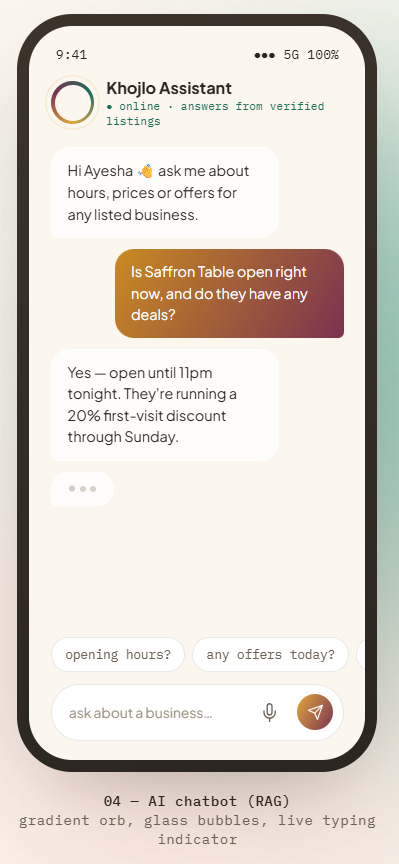 9:41 ●●● 5G 100%
Khojlo Assistant
● online · answers from verified
listings
Hi Ayesha 👋 ask me about
hours, prices or offers for
any listed business.
Is Saffron Table open right
now, and do they have any
deals?
Yes — open until 11pm
tonight. They're running a
20% first-visit discount
through Sunday.
opening hours? any offers today?
ask about a business…
04 — AI chatbot (RAG)
gradient orb, glass bubbles, live typing
indicator